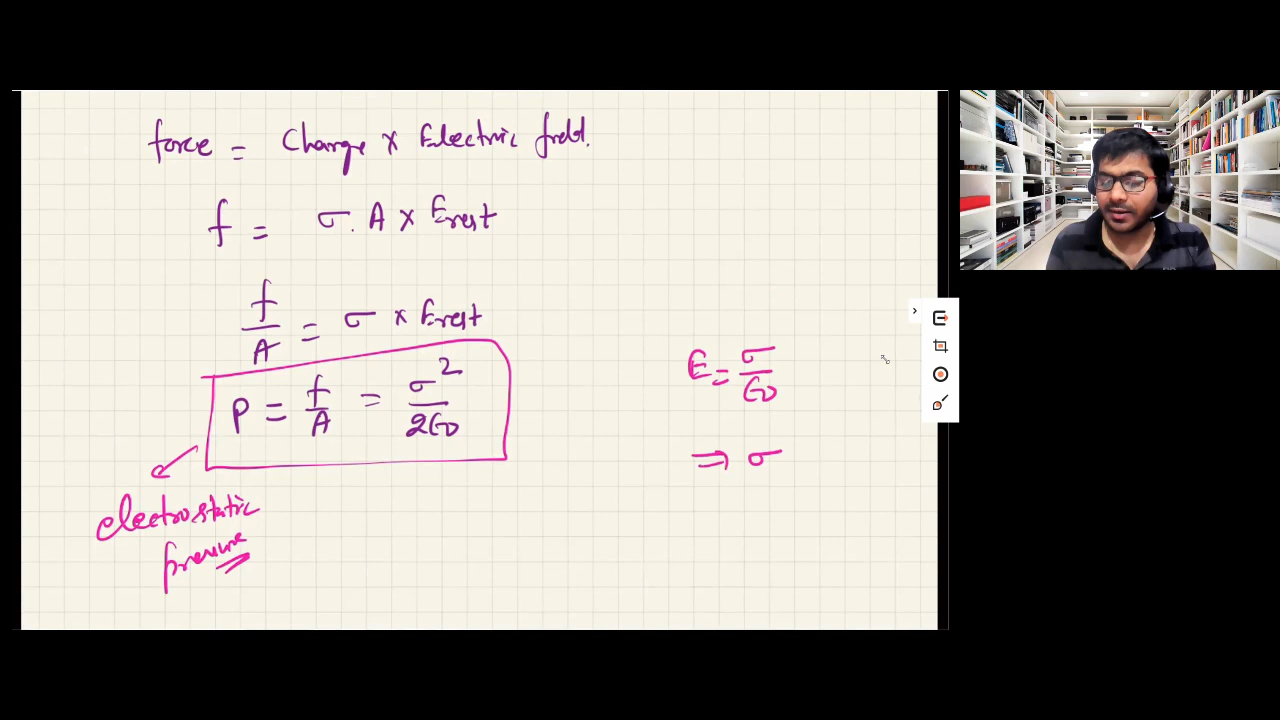 force = Charge × Electric field.
f = σ. A × Erest
f/A = σ × Erest
P = f/A = σ²/2ϵ0
electrostatic
pressure
E = σ/ϵ0
⇒ σ